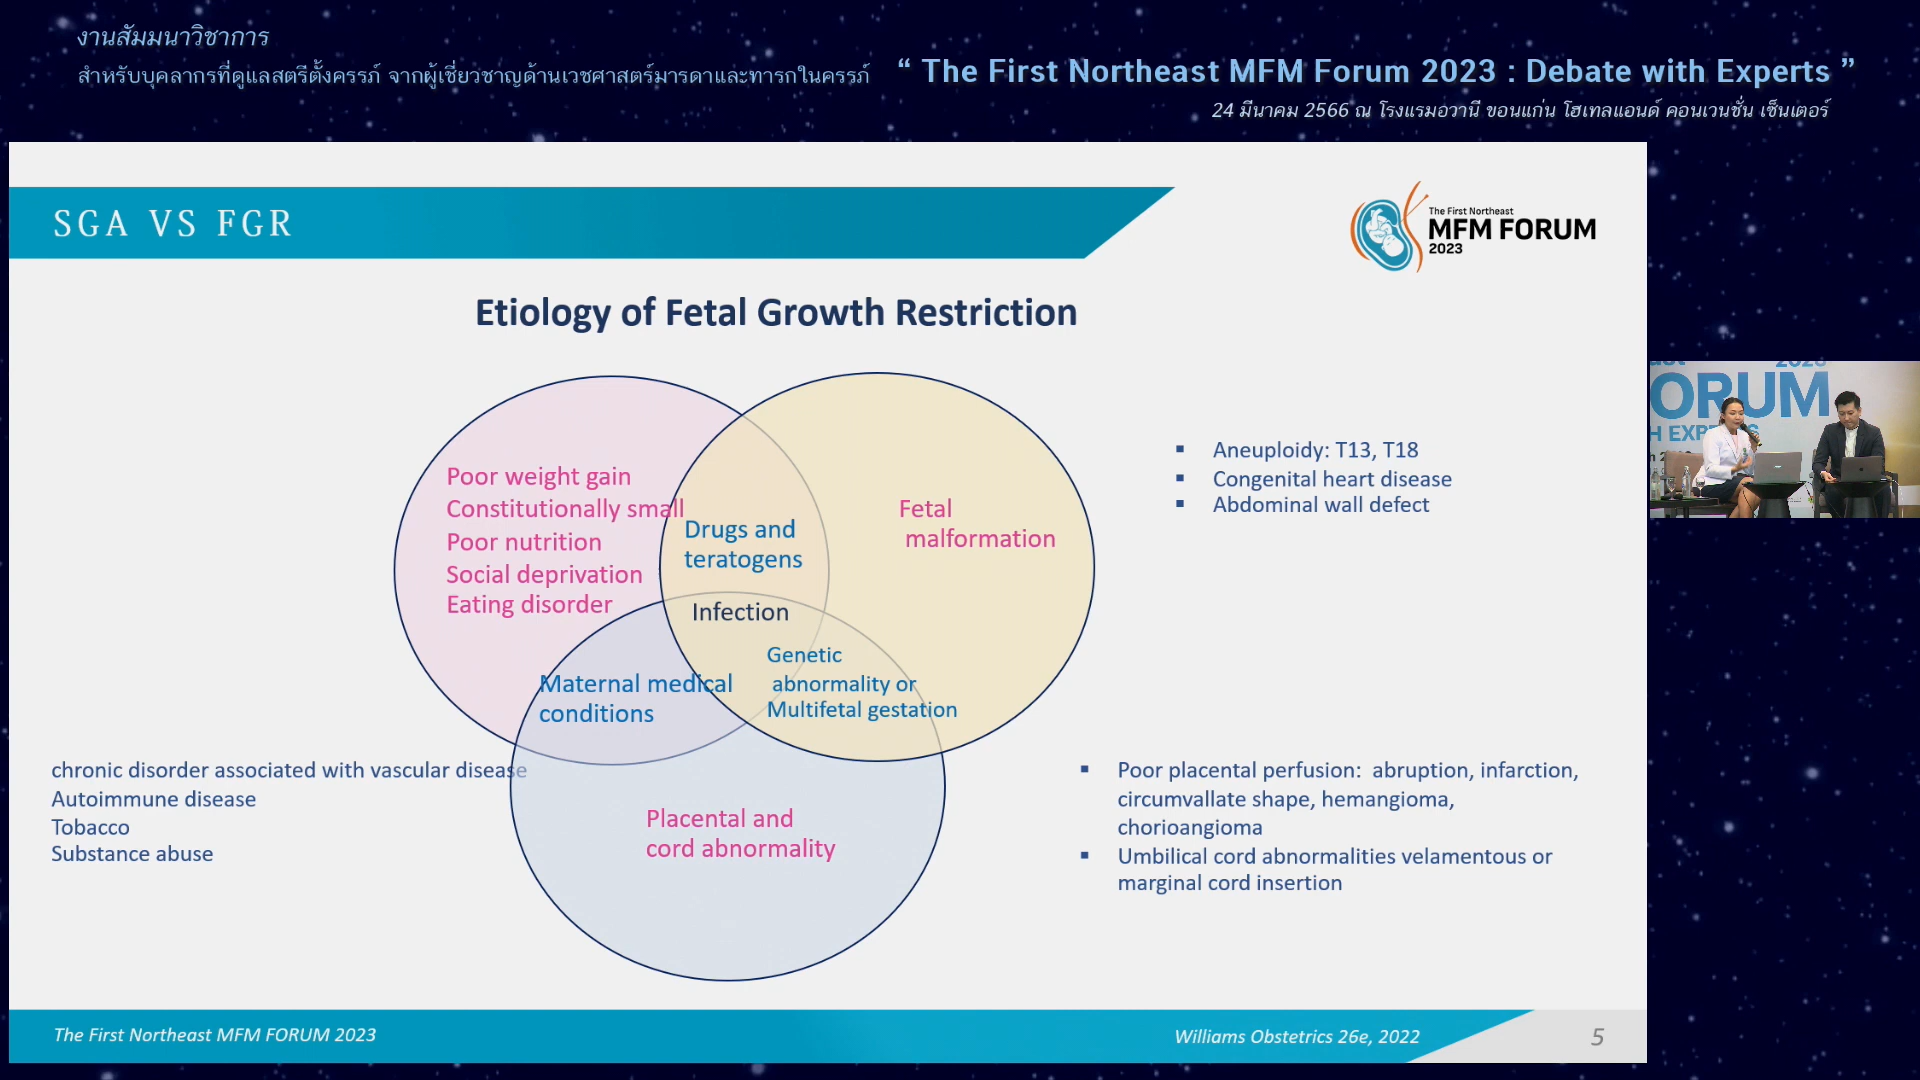 งานสัมมนาวิชาการ
สำหรับบุคลากรที่ดูแลสตรีตั้งครรภ์ จากผู้เชี่ยวชาญด้านเวชศาสตร์มารดาและทารกในครรภ์
“ The First Northeast MFM Forum 2023 : Debate with Experts ”
24 มีนาคม 2566 ณ โรงแรมอวานี ขอนแก่น โฮเทลแอนด์ คอนเวนชั่น เซ็นเตอร์
SGA VS FGR
The First Northeast
MFM FORUM
2023
Etiology of Fetal Growth Restriction
Poor weight gain
Constitutionally small
Poor nutrition
Social deprivation
Eating disorder
Drugs and
teratogens
Fetal
malformation
▪ Aneuploidy: T13, T18
▪ Congenital heart disease
▪ Abdominal wall defect
Infection
Maternal medical
conditions
Genetic
abnormality or
Multifetal gestation
chronic disorder associated with vascular disease
Autoimmune disease
Tobacco
Substance abuse
Placental and
cord abnormality
▪ Poor placental perfusion: abruption, infarction,
circumvallate shape, hemangioma,
chorioangioma
▪ Umbilical cord abnormalities velamentous or
marginal cord insertion
The First Northeast MFM FORUM 2023
Williams Obstetrics 26e, 2022
5
2023
ORUM
H EXPERTS